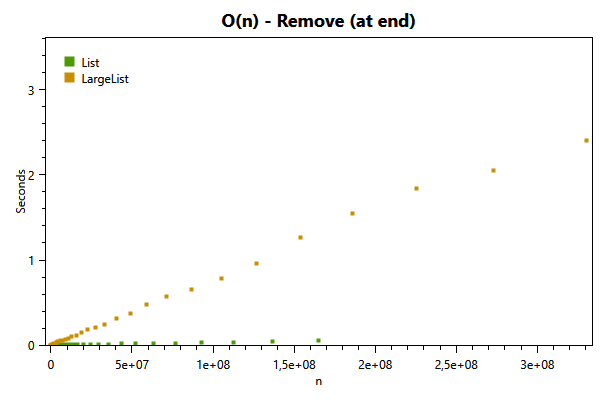 O(n) - Remove (at end)
List
LargeList
3
2
1
0
Seconds
0 5e+07 1e+08 1,5e+08 2e+08 2,5e+08 3e+08
n